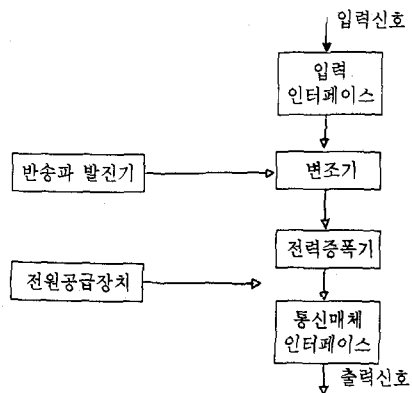 입력신호
입력
인터페이스
반송파 발진기
변조기
전력증폭기
전원공급장치
통신매체
인터페이스
출력신호